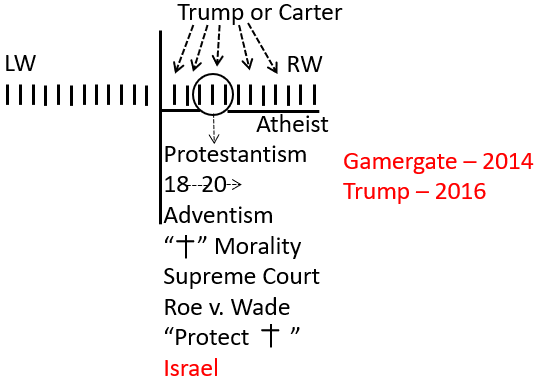 Trump or Carter
LW
RW
Atheist
Protestantism
18--20-->
Adventism
“†” Morality
Supreme Court
Roe v. Wade
“Protect † ”
Israel
Gamergate – 2014
Trump – 2016